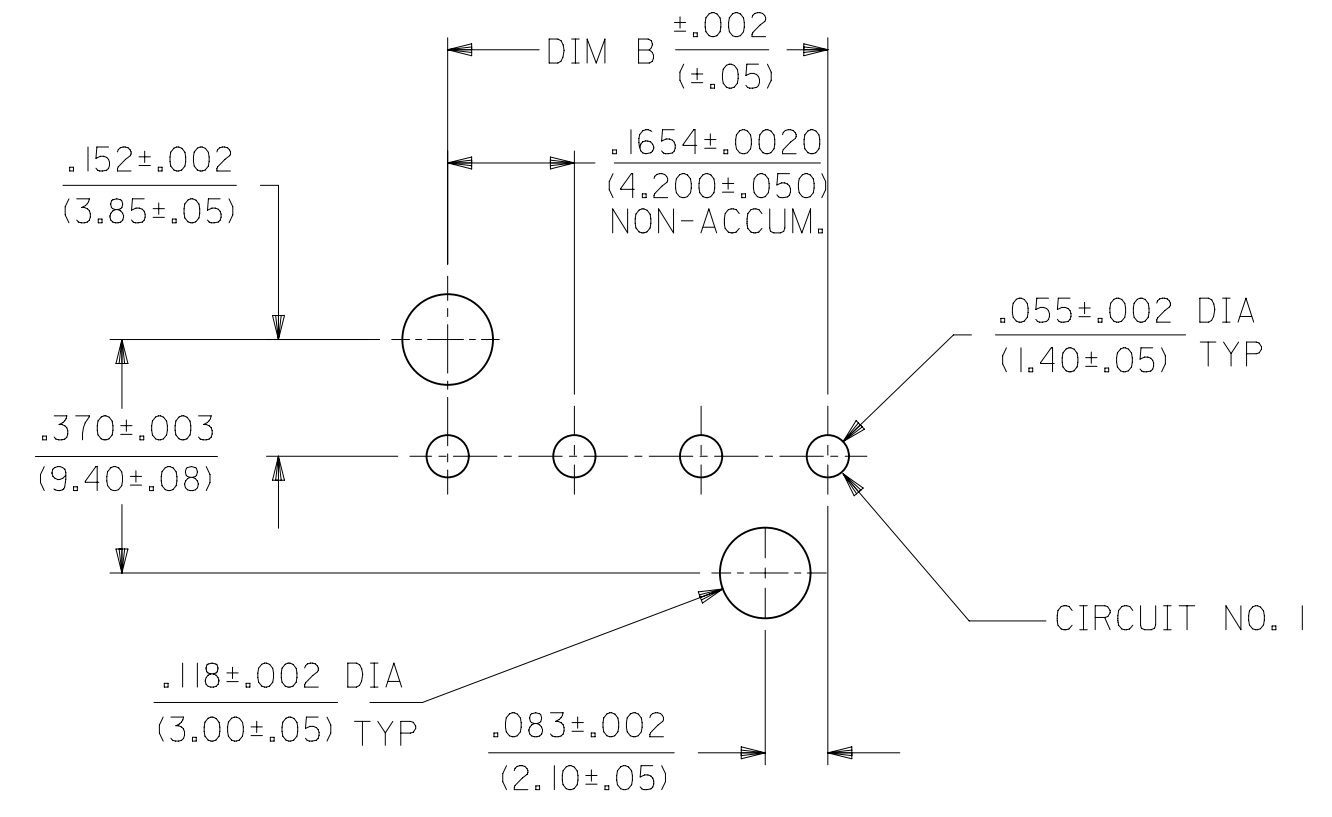 ±.002
DIM B
(±.05)
.1654±.0020
(4.200±.050)
NON-ACCUM.
.152±.002
(3.85±.05)
.055±.002 DIA
(1.40±.05) TYP
.370±.003
(9.40±.08)
CIRCUIT NO. 1
.118±.002 DIA
(3.00±.05) TYP
.083±.002
(2.10±.05)